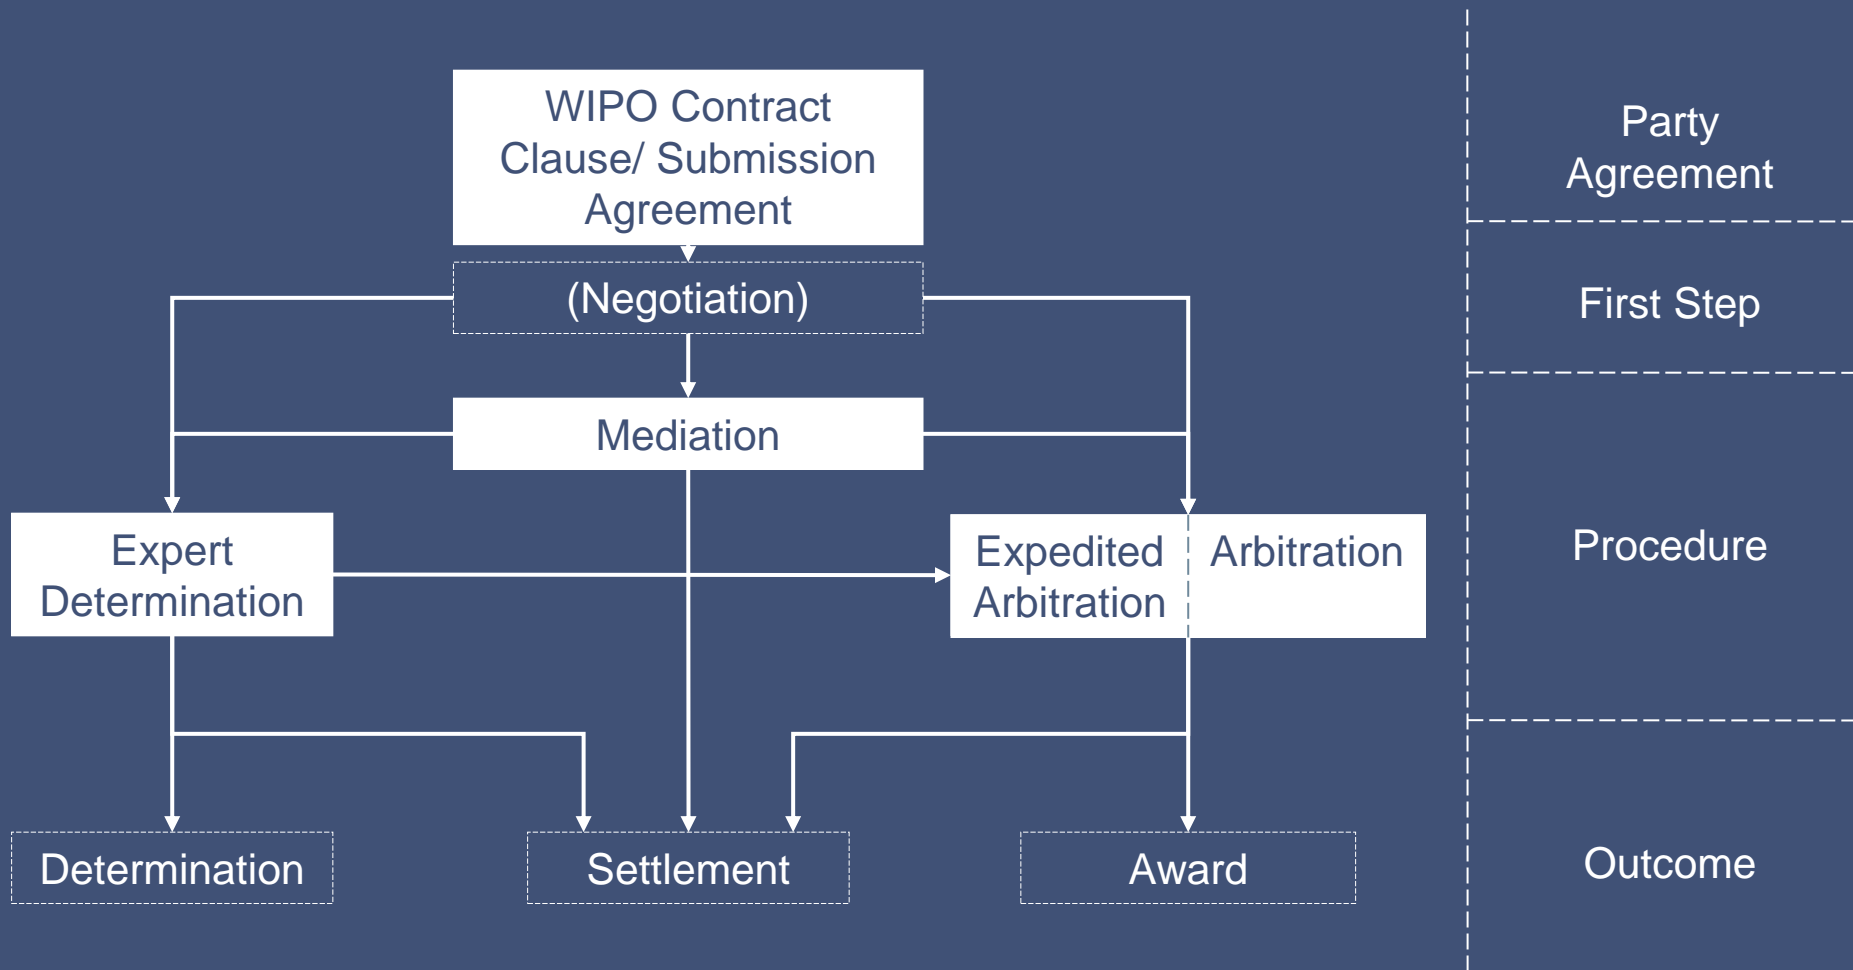 WIPO Contract
Clause/ Submission
Agreement
Party
Agreement
(Negotiation)
First Step
Mediation
Expert
Determination
Expedited
Arbitration
Arbitration
Procedure
Determination
Settlement
Award
Outcome